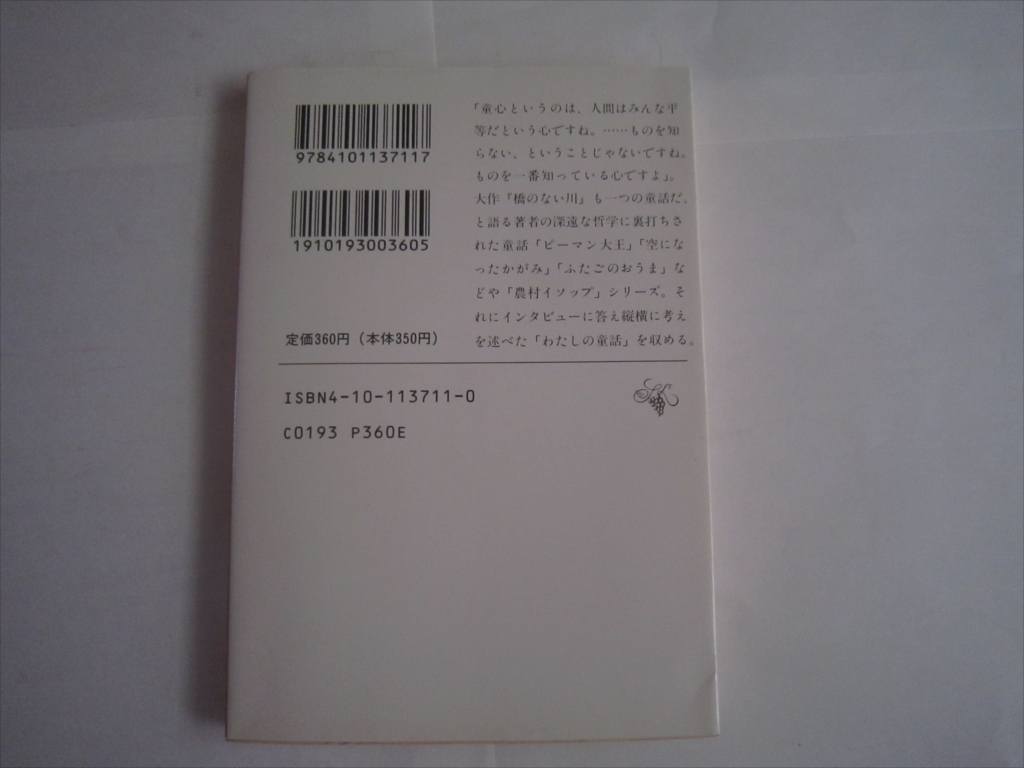 9784101137117
1910193003605
定価360円(本体350円)
「童心というのは、人間はみんな平
等だという心ですね。……ものを知
らない、ということじゃないですね。
ものを一番知っている心ですよ」。
大作『橋のない川』も一つの童話だ、
と語る著者の深遠な哲学に裏打ちさ
れた童話「ピーマン大王」「空にな
ったかがみ」「ふたごのおうま」な
どや「農村イソップ」シリーズ。そ
れにインタビューに答え縦横に考え
を述べた「わたしの童話」を収める。
ISBN4-10-113711-0
C0193 P360E